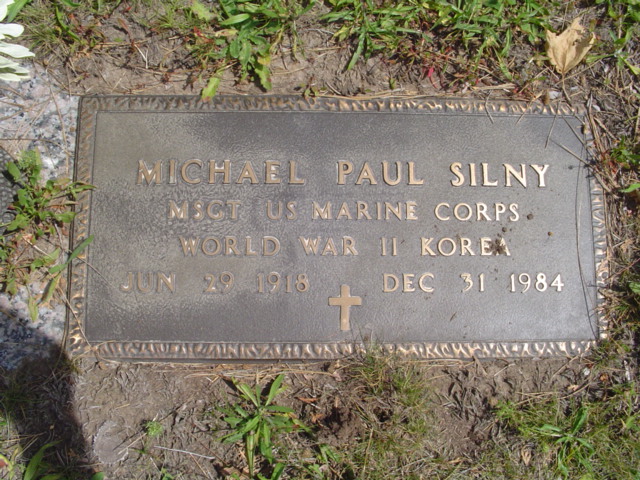 MICHAEL PAUL SILNY
MSGT US MARINE CORPS
WORLD WAR II KOREA
JUN 29 1918 DEC 31 1984